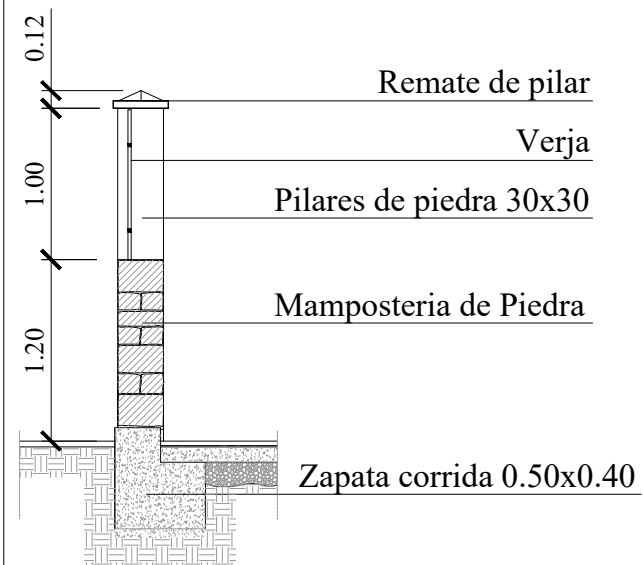 0.12
Remate de pilar
Verja
1.00
Pilares de piedra 30x30
Mamposteria de Piedra
1.20
Zapata corrida 0.50x0.40